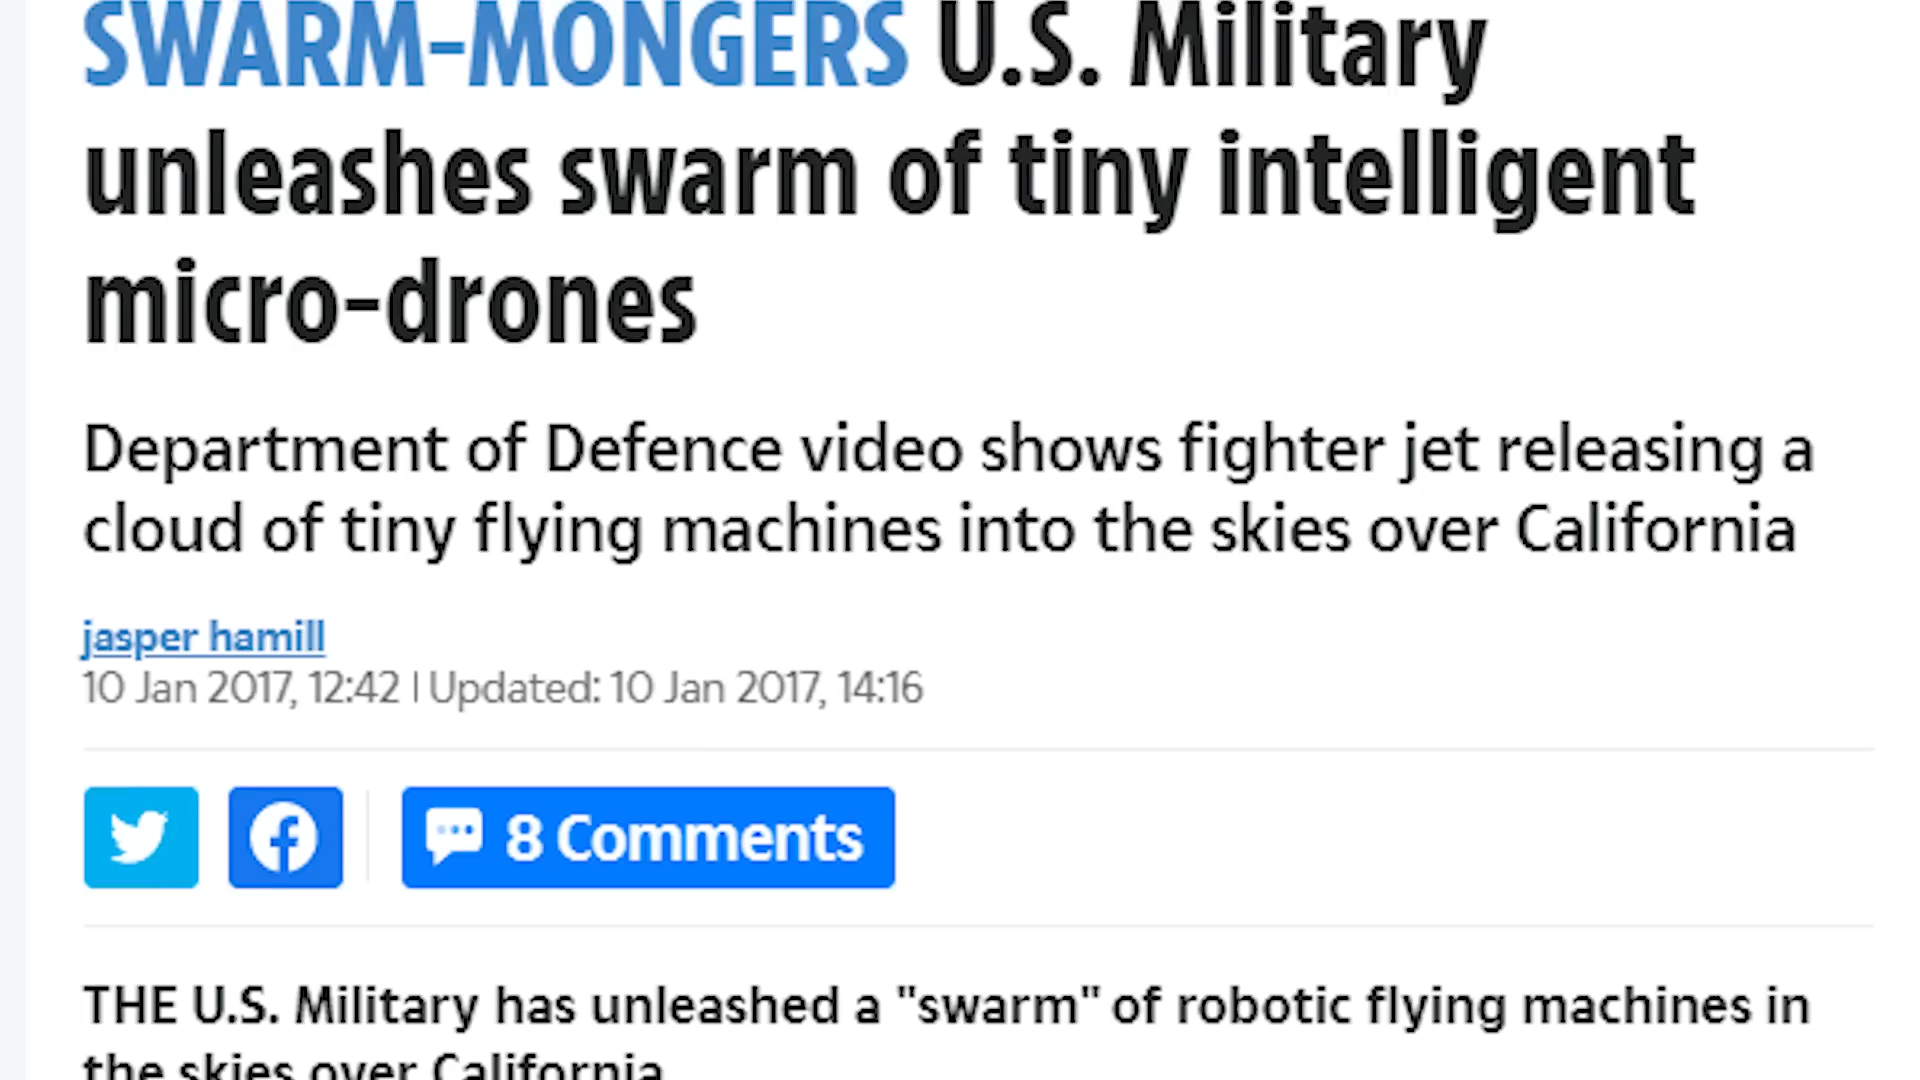 SWARM-MONGERS U.S. Military
unleashes swarm of tiny intelligent
micro-drones
Department of Defence video shows fighter jet releasing a
cloud of tiny flying machines into the skies over California
jasper hamill
10 Jan 2017, 12:42 | Updated: 10 Jan 2017, 14:16
8 Comments
THE U.S. Military has unleashed a "swarm" of robotic flying machines in
the skies over California